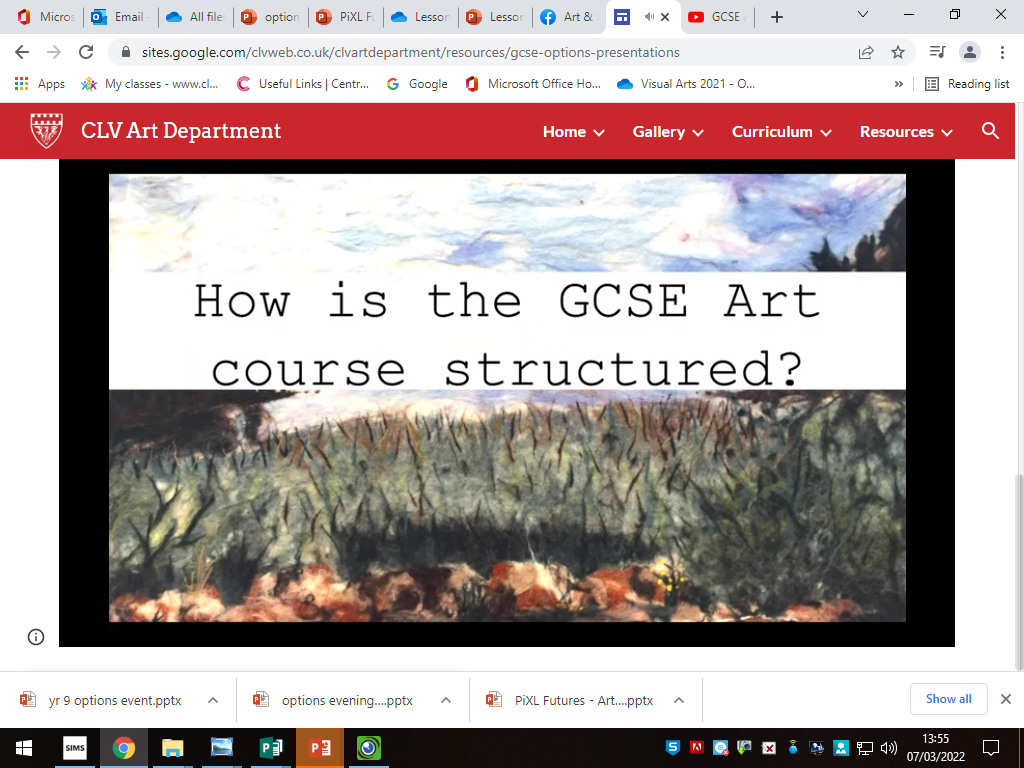 Micros
Email -
All files
option
PiXL Fu
Lesson
Lesson
Art &
GCSE
sites.google.com/clvweb.co.uk/clvartdepartment/resources/gcse-options-presentations
Apps
My classes - www.cl...
Useful Links | Centr...
Google
Microsoft Office Ho...
Visual Arts 2021 - O...
»
Reading list
CLV Art Department
Home
Gallery
Curriculum
Resources
How is the GCSE Art
course structured?
yr 9 options event.pptx
options evening....pptx
PiXL Futures - Art....pptx
Show all
SIMS
13:55
07/03/2022